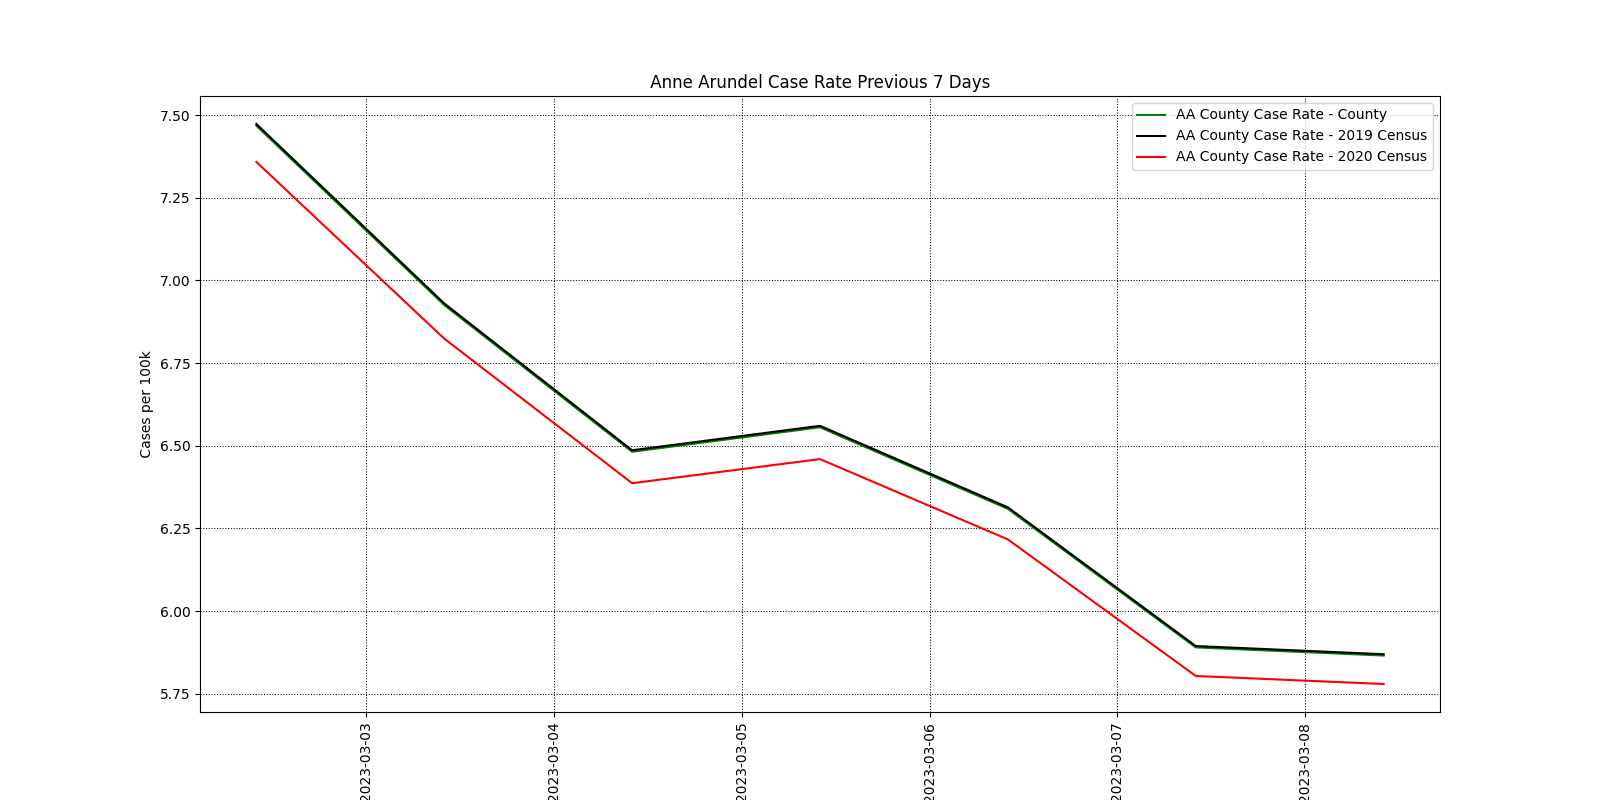 Anne Arundel Case Rate Previous 7 Days
AA County Case Rate - County
AA County Case Rate - 2019 Census
AA County Case Rate - 2020 Census
Cases per 100k
7.50
7.25
7.00
6.75
6.50
6.25
6.00
5.75
2023-03-03
2023-03-04
2023-03-05
2023-03-06
2023-03-07
2023-03-08